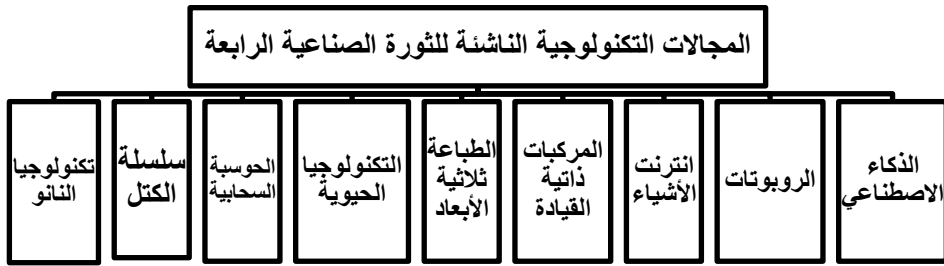 المجالات التكنولوجية الناشئة للثورة الصناعية الرابعة
الذكاء
الاصطناعي
الروبوتات
انترنت
الأشياء
المركبات
ذاتية
القيادة
الطباعة
ثلاثية
الأبعاد
التكنولوجيا
الحيوية
الحوسبة
السحابية
سلسلة
الكتل
تكنولوجيا
النانو